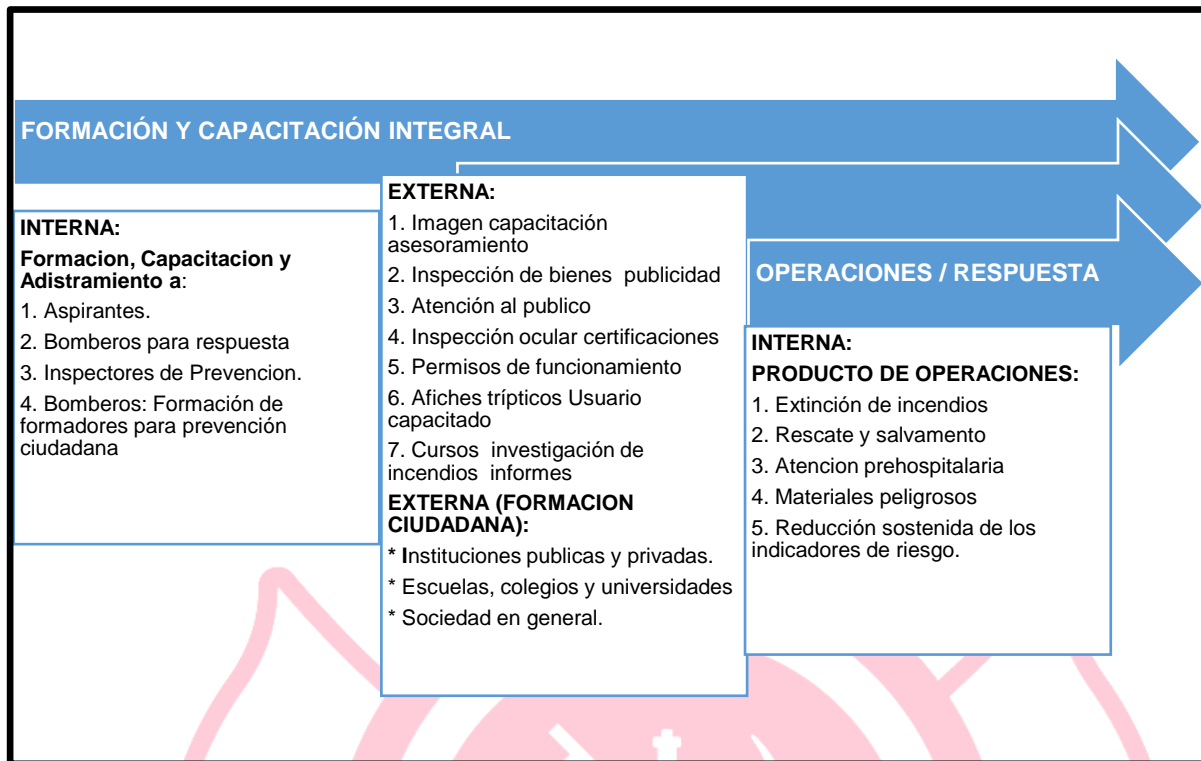 FORMACIÓN Y CAPACITACIÓN INTEGRAL
INTERNA:
Formacion, Capacitacion y
Adistramiento a:
1. Aspirantes.
2. Bomberos para respuesta
3. Inspectores de Prevencion.
4. Bomberos: Formación de
formadores para prevención
ciudadana
EXTERNA:
1. Imagen capacitación
asesoramiento
2. Inspección de bienes publicidad
3. Atención al publico
4. Inspección ocular certificaciones
5. Permisos de funcionamiento
6. Afiches trípticos Usuario
capacitado
7. Cursos investigación de
incendios informes
EXTERNA (FORMACION
CIUDADANA):
* Instituciones publicas y privadas.
* Escuelas, colegios y universidades
* Sociedad en general.
OPERACIONES / RESPUESTA
INTERNA:
PRODUCTO DE OPERACIONES:
1. Extinción de incendios
2. Rescate y salvamento
3. Atencion prehospitalaria
4. Materiales peligrosos
5. Reducción sostenida de los
indicadores de riesgo.